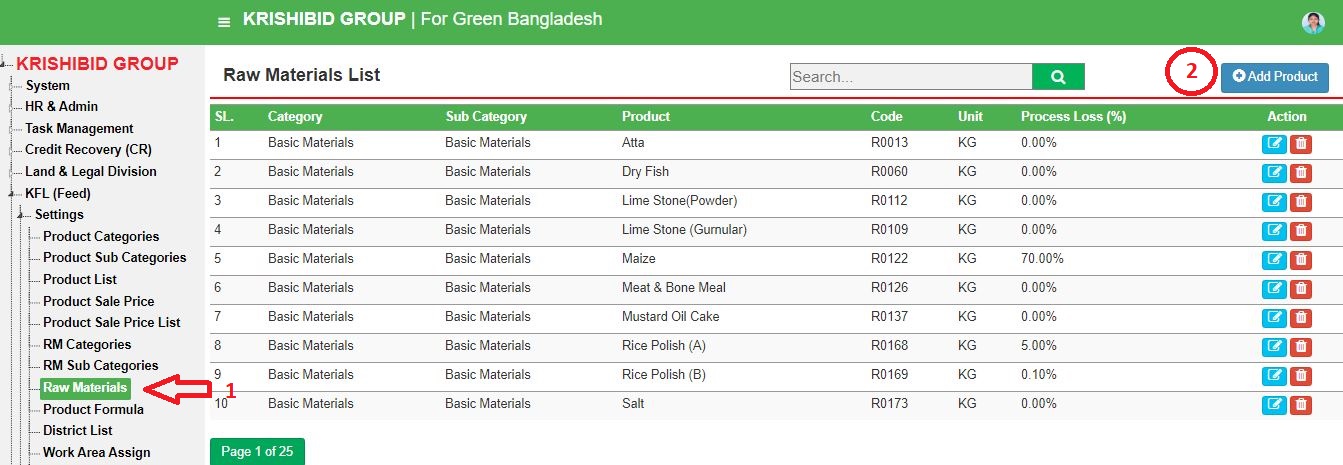 KRISHIBID GROUP | For Green Bangladesh
KRISHIBID GROUP
System
HR & Admin
Task Management
Credit Recovery (CR)
Land & Legal Division
KFL (Feed)
Settings
Product Categories
Product Sub Categories
Product List
Product Sale Price
Product Sale Price List
RM Categories
RM Sub Categories
Raw Materials
1
Product Formula
District List
Work Area Assign
Raw Materials List
Search...
2
Add Product
SL. Category Sub Category Product Code Unit Process Loss (%) Action
1 Basic Materials Basic Materials Atta R0013 KG 0.00%
2 Basic Materials Basic Materials Dry Fish R0060 KG 0.00%
3 Basic Materials Basic Materials Lime Stone(Powder) R0112 KG 0.00%
4 Basic Materials Basic Materials Lime Stone (Gurnular) R0109 KG 0.00%
5 Basic Materials Basic Materials Maize R0122 KG 70.00%
6 Basic Materials Basic Materials Meat & Bone Meal R0126 KG 0.00%
7 Basic Materials Basic Materials Mustard Oil Cake R0137 KG 0.00%
8 Basic Materials Basic Materials Rice Polish (A) R0168 KG 5.00%
9 Basic Materials Basic Materials Rice Polish (B) R0169 KG 0.10%
10 Basic Materials Basic Materials Salt R0173 KG 0.00%
Page 1 of 25